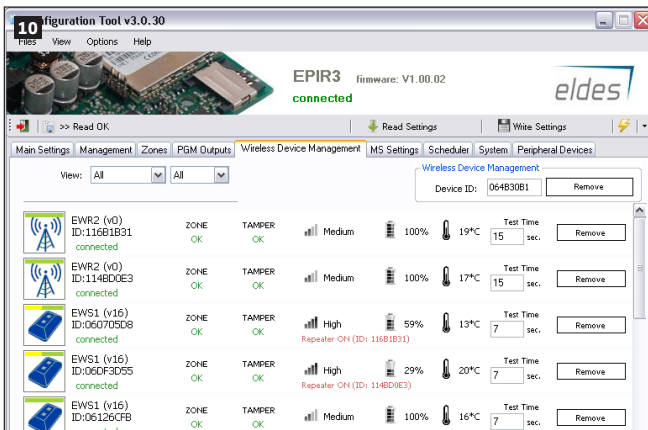 10
figuration Tool v3.0.30
Files View Options Help
EPIR3 firmware: V1.00.02
connected
eldes
>> Read OK Read Settings Write Settings
Main Settings Management Zones PGM Outputs Wireless Device Management MS Settings Scheduler System Peripheral Devices
View: All All
Wireless Device Management
Device ID: 064B30B1 Remove
EWR2 (v0) ZONE TAMPER Test Time
ID:116B1B31 OK OK Medium 100% 19°C 15 sec. Remove
connected
EWR2 (v0) ZONE TAMPER Test Time
ID:114BD0E3 OK OK Medium 100% 17°C 15 sec. Remove
connected
EWS1 (v16) ZONE TAMPER Test Time
ID:060705D8 OK OK High 59% 13°C 7 sec. Remove
connected Repeater ON (ID: 116B1B31)
EWS1 (v16) ZONE TAMPER Test Time
ID:06DF3D55 OK OK High 29% 20°C 7 sec. Remove
connected Repeater ON (ID: 114BD0E3)
EWS1 (v16) ZONE TAMPER Test Time
ID:06126CFB OK OK Medium 100% 16°C 7 sec. Remove